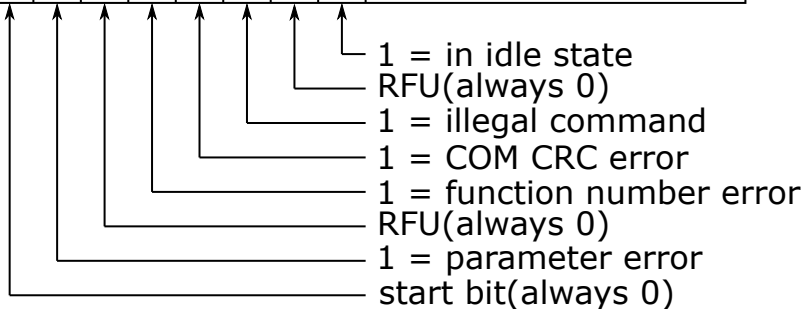 1 = in idle state
RFU(always 0)
1 = illegal command
1 = COM CRC error
1 = function number error
RFU(always 0)
1 = parameter error
start bit(always 0)